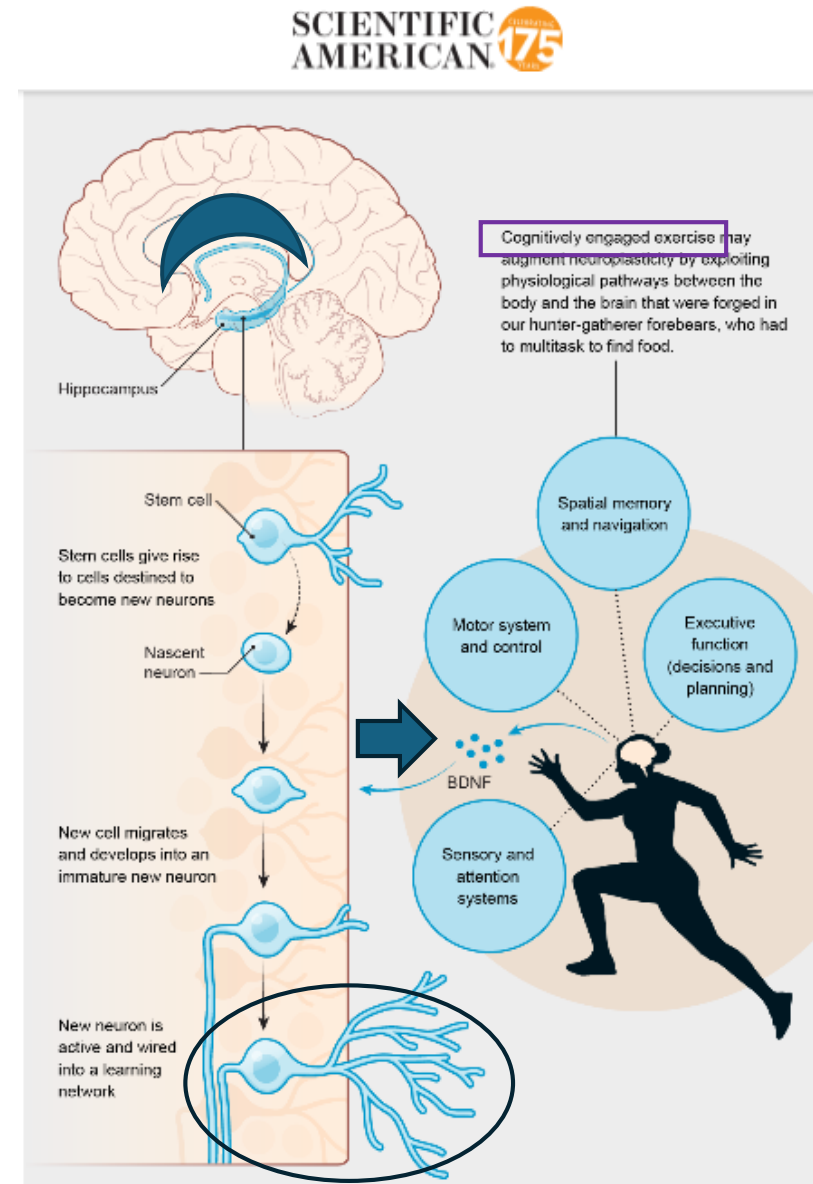 SCIENTIFIC
AMERICAN
CELEBRATING
175
YEARS
Cognitively engaged exercise may
augment neuroplasticity by exploiting
physiological pathways between the
body and the brain that were forged in
our hunter-gatherer forebears, who had
to multitask to find food.
Hippocampus
Stem cell
Stem cells give rise
to cells destined to
become new neurons
Nascent
neuron
New cell migrates
and develops into an
immature new neuron
New neuron is
active and wired
into a learning
network
Spatial memory
and navigation
Motor system
and control
Executive
function
(decisions and
planning)
BDNF
Sensory and
attention
systems